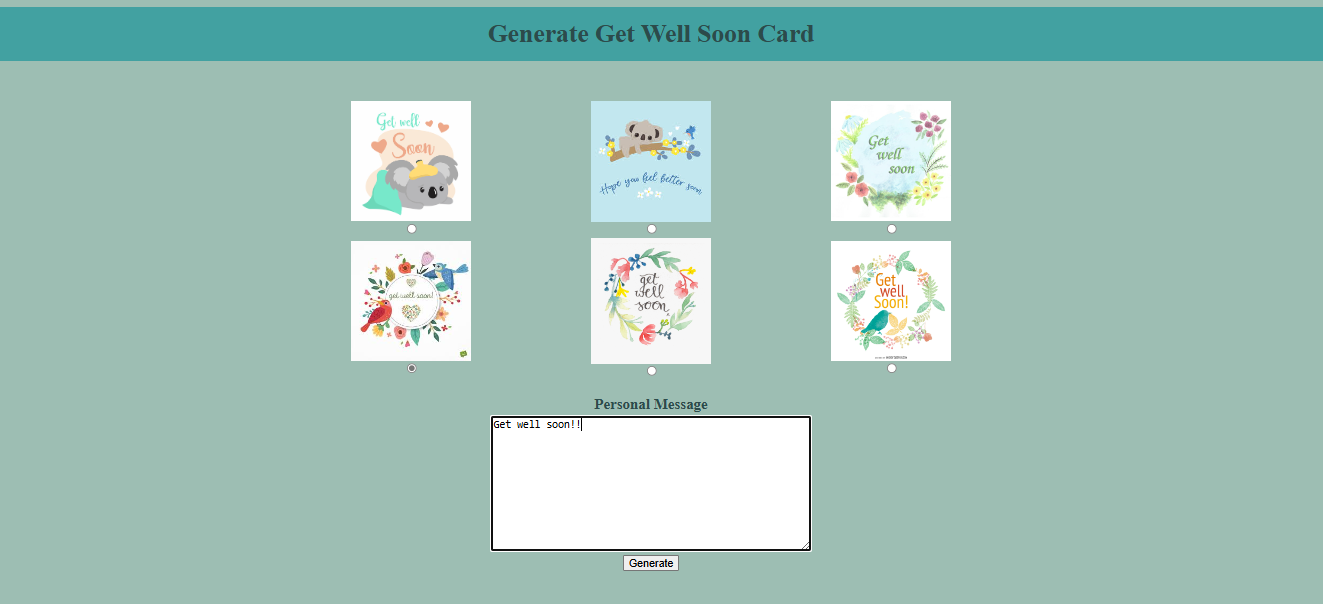 Generate Get Well Soon Card
Get well
Soon
Hope you feel better soon
Get
well
soon
get well soon!
get
well
soon
Get
well
Soon!
Personal Message
Get well soon!!
Generate